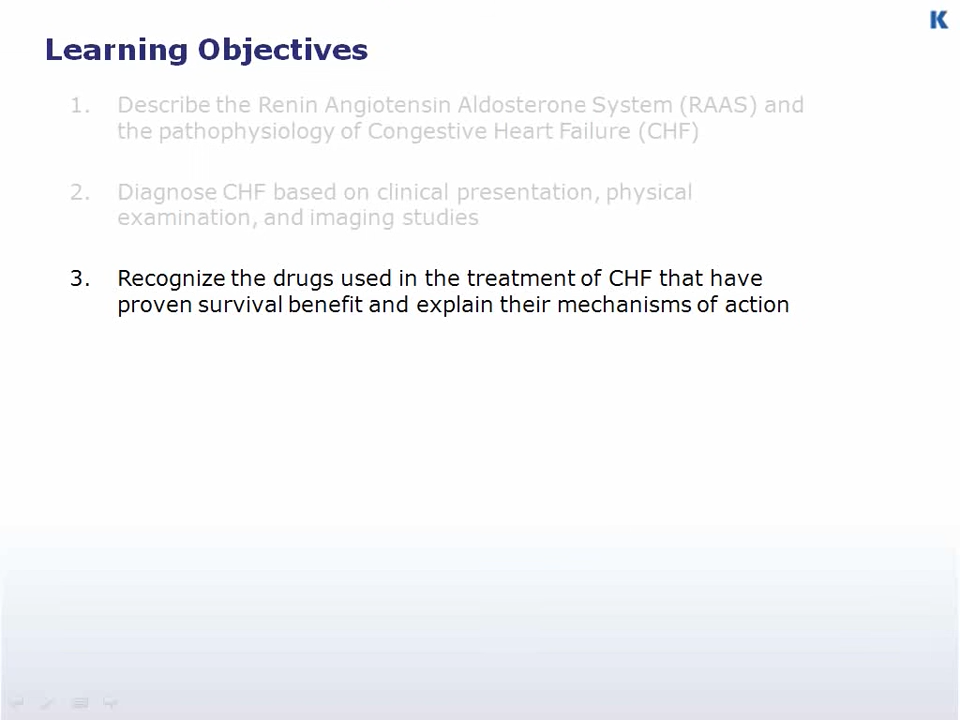 K
Learning Objectives
1. Describe the Renin Angiotensin Aldosterone System (RAAS) and
the pathophysiology of Congestive Heart Failure (CHF)
2. Diagnose CHF based on clinical presentation, physical
examination, and imaging studies
3. Recognize the drugs used in the treatment of CHF that have
proven survival benefit and explain their mechanisms of action